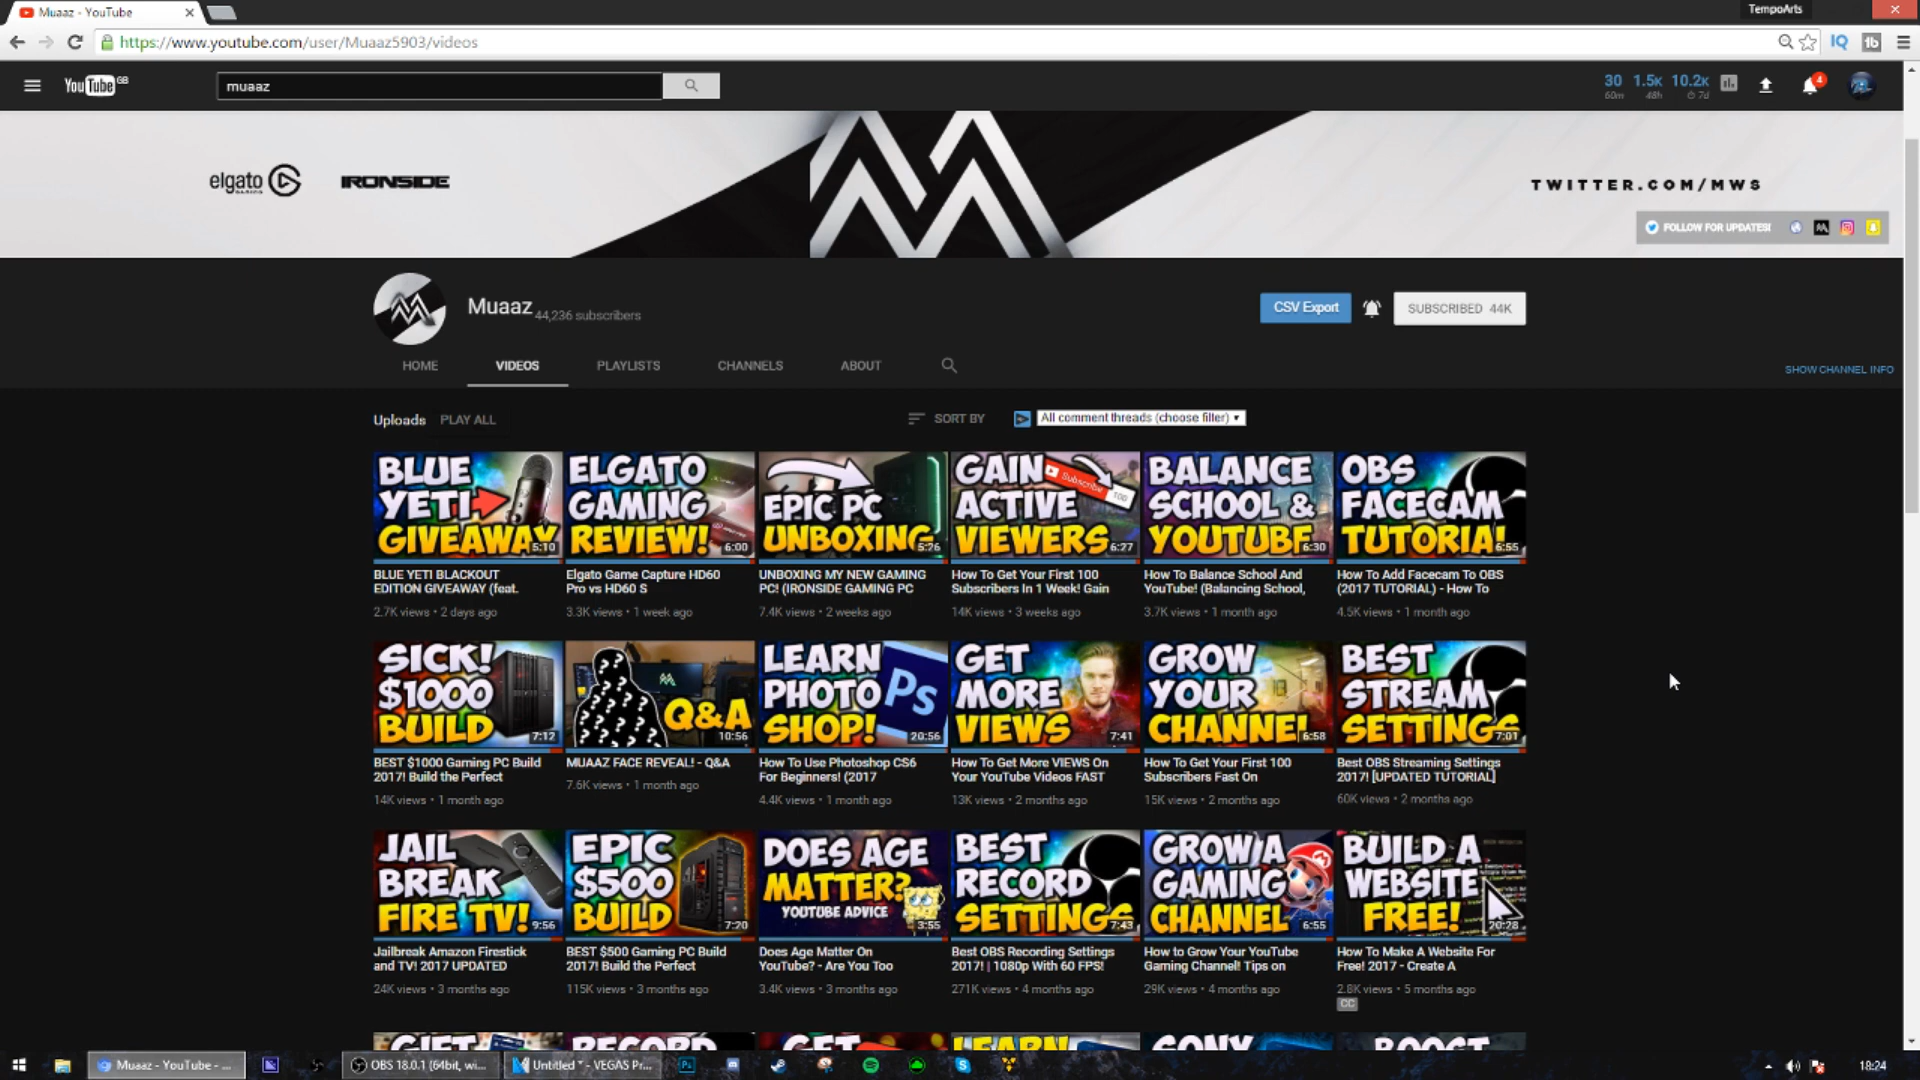 Muaaz - YouTube
TempoArts
https://www.youtube.com/user/Muaaz5903/videos
IQ
tb
YouTube GB
muaaz
30 1.5K 10.2K
60m 48h 7d
4
elgato
GAMING
IRONSIDE
TWITTER.COM/MWS
FOLLOW FOR UPDATES!
Muaaz 44,236 subscribers
CSV Export
SUBSCRIBED 44K
HOME VIDEOS PLAYLISTS CHANNELS ABOUT
SHOW CHANNEL INFO
Uploads PLAY ALL
SORT BY
All comment threads (choose filler)
BLUE
YETI
GIVEAWAY
5:10
ELGATO
GAMING
REVIEW!
6:00
EPIC PC
UNBOXING
5:26
GAIN
ACTIVE
VIEWERS
Subscribe 100
6:27
BALANCE
SCHOOL &
YOUTUBE
6:30
OBS
FACECAM
TUTORIAL
6:55
BLUE YETI BLACKOUT
EDITION GIVEAWAY (feat.
2.7K views • 2 days ago
Elgato Game Capture HD60
Pro vs HD60 S
3.3K views • 1 week ago
UNBOXING MY NEW GAMING
PC! (IRONSIDE GAMING PC
7.4K views • 2 weeks ago
How To Get Your First 100
Subscribers In 1 Week! Gain
14K views • 3 weeks ago
How To Balance School And
YouTube! (Balancing School,
3.7K views • 1 month ago
How To Add Facecam To OBS
(2017 TUTORIAL) - How To
4.5K views • 1 month ago
SICK!
$1000
BUILD
7:12
Q&A
10:56
LEARN
PHOTO
SHOP!
Ps
20:56
GET
MORE
VIEWS
7:41
GROW
YOUR
CHANNEL
6:58
BEST
STREAM
SETTINGS
7:01
BEST $1000 Gaming PC Build
2017! Build the Perfect
14K views • 1 month ago
MUAAZ FACE REVEAL! - Q&A
7.6K views • 1 month ago
How To Use Photoshop CS6
For Beginners! (2017
4.4K views • 1 month ago
How To Get More VIEWS On
Your YouTube Videos FAST
13K views • 2 months ago
How To Get Your First 100
Subscribers Fast On
15K views • 2 months ago
Best OBS Streaming Settings
2017! [UPDATED TUTORIAL]
60K views • 2 months ago
JAIL
BREAK
FIRE TV!
9:56
EPIC
$500
BUILD
7:20
DOES AGE
MATTER?
YOUTUBE ADVICE
3:55
BEST
RECORD
SETTINGS
7:43
GROW A
GAMING
CHANNEL
6:55
BUILD A
WEBSITE
FREE!
20:28
Jailbreak Amazon Firestick
and TV! 2017 UPDATED
24K views • 3 months ago
BEST $500 Gaming PC Build
2017! Build the Perfect
115K views • 3 months ago
Does Age Matter On
YouTube? - Are You Too
3.4K views • 3 months ago
Best OBS Recording Settings
2017! | 1080p With 60 FPS!
271K views • 4 months ago
How to Grow Your YouTube
Gaming Channel! Tips on
29K views • 4 months ago
How To Make A Website For
Free! 2017 - Create A
2.8K views • 5 months ago
CC
GIFT
RECORD
GET
LEARN
SONY
BOOST
Muaaz - YouTube - ...
OBS 18.0.1 (64bit, wi...
Untitled * - VEGAS Pr...
18:24